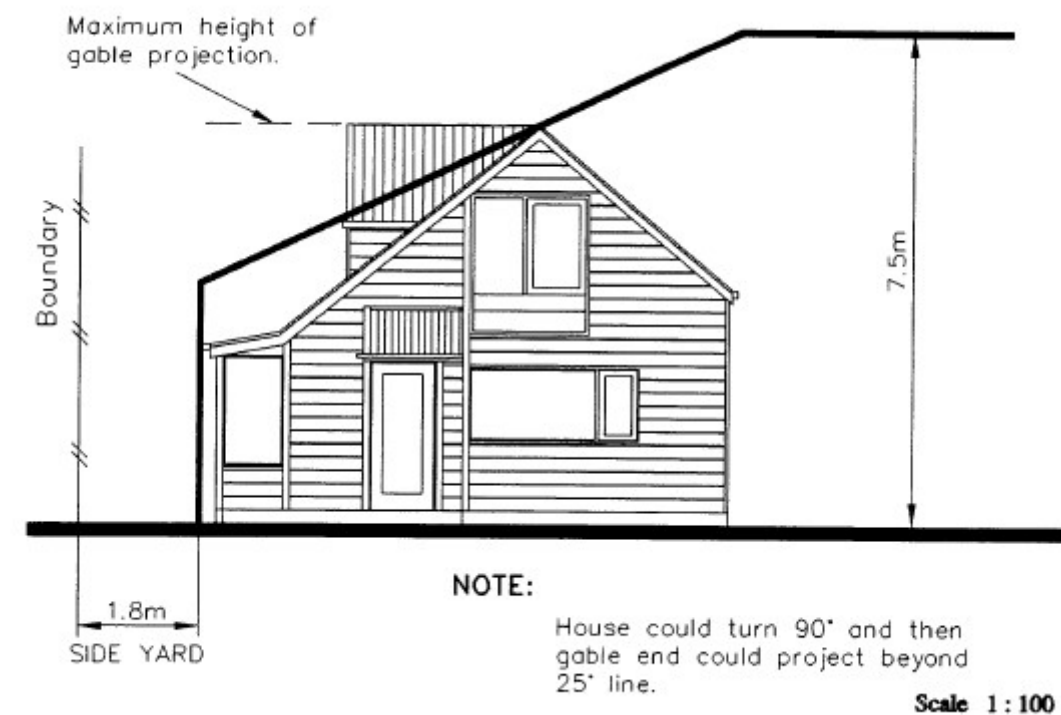 Maximum height of
gable projection.
Boundary
7.5m
1.8m
SIDE YARD
NOTE:
House could turn 90° and then
gable end could project beyond
25° line.
Scale 1 : 100